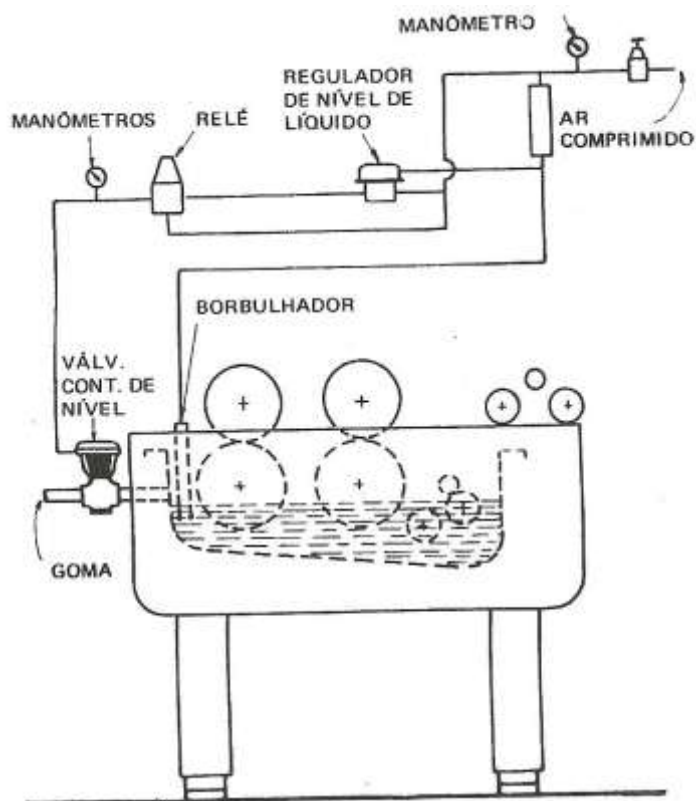 MANÔMETRO
REGULADOR
DE NÍVEL DE
LÍQUIDO
MANÔMETROS
RELÉ
AR
COMPRIMIDO
BORBULHADOR
VÁLV.
CONT. DE
NÍVEL
GOMA